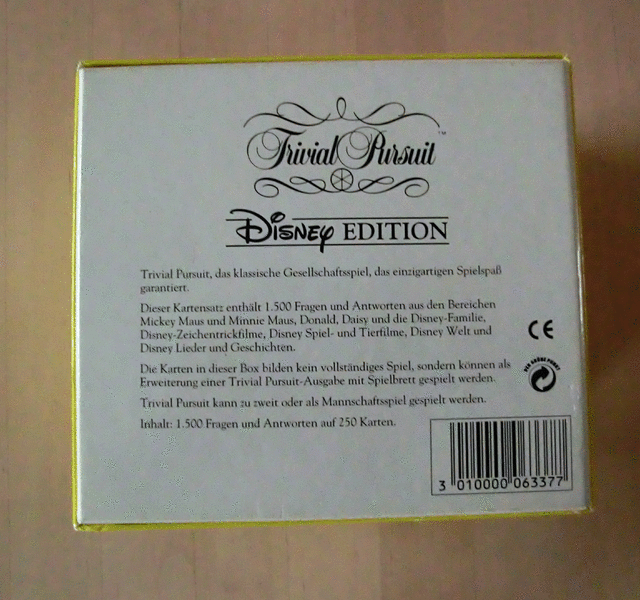 Trivial Pursuit ™
Disney EDITION
Trivial Pursuit, das klassische Gesellschaftsspiel, das einzigartigen Spielspaß
garantiert.
Dieser Kartensatz enthält 1.500 Fragen und Antworten aus den Bereichen
Mickey Maus und Minnie Maus, Donald, Daisy und die Disney-Familie,
Disney-Zeichentrickfilme, Disney Spiel- und Tierfilme, Disney Welt und
Disney Lieder und Geschichten.
Die Karten in dieser Box bilden kein vollständiges Spiel, sondern können als
Erweiterung einer Trivial Pursuit-Ausgabe mit Spielbrett gespielt werden.
Trivial Pursuit kann zu zweit oder als Mannschaftsspiel gespielt werden.
Inhalt: 1.500 Fragen und Antworten auf 250 Karten.
CE
DER GRÜNE PUNKT
3 010000 063377